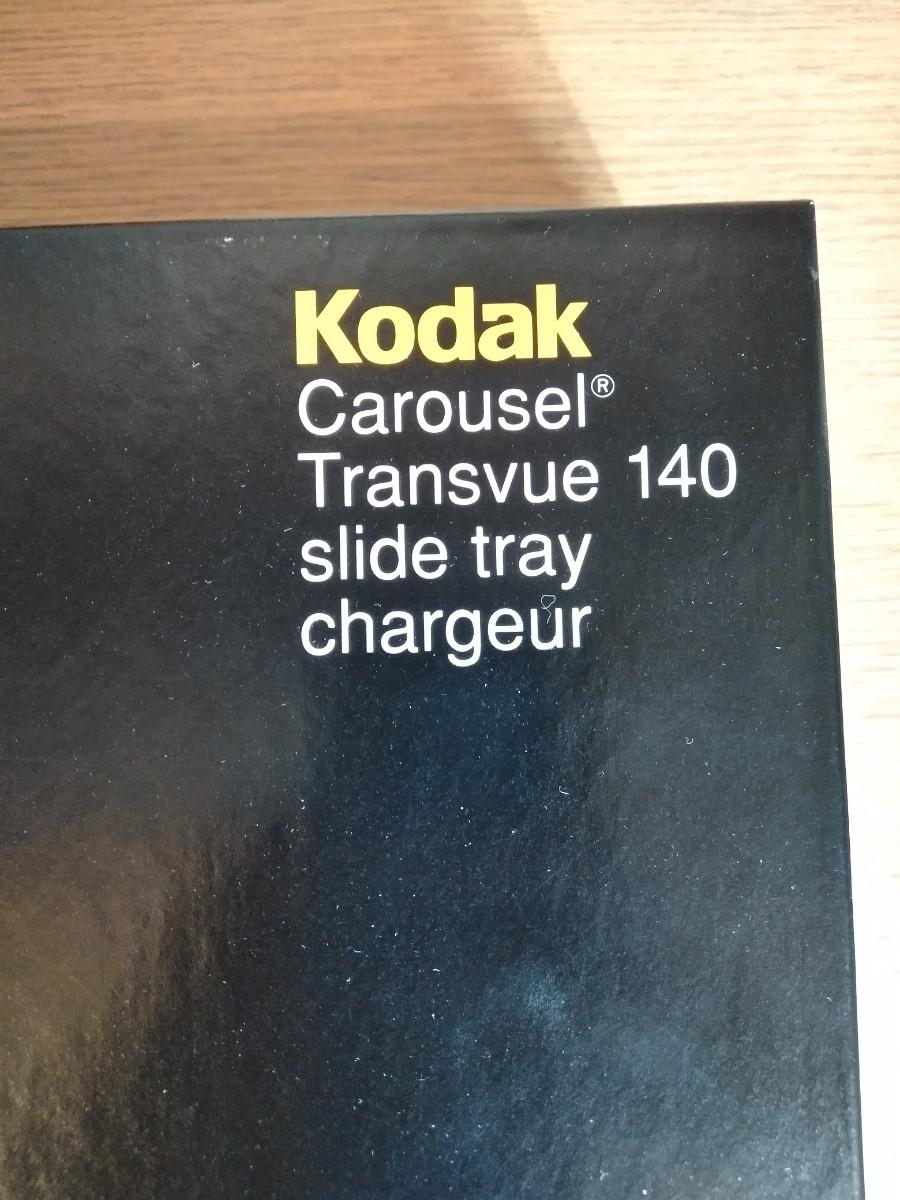 Kodak
Carousel®
Transvue 140
slide tray
chargeur